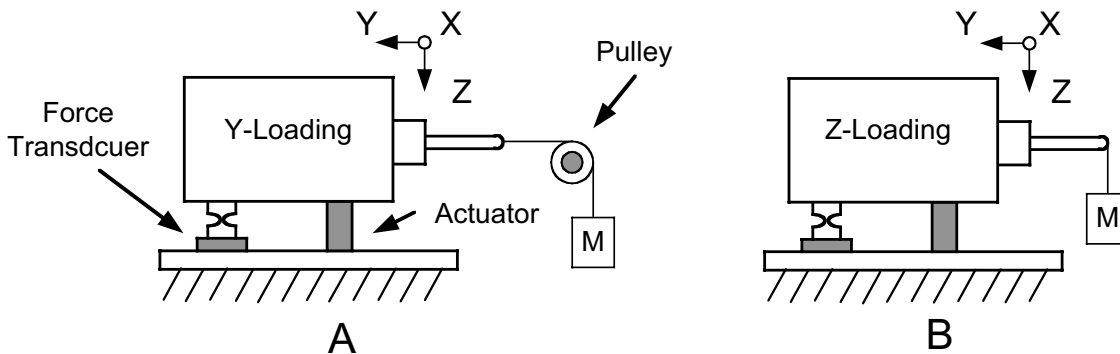 Y X
Z
Pulley
Force
Transdcuer
Y-Loading
Actuator
M
A
Y X
Z
Z-Loading
M
B